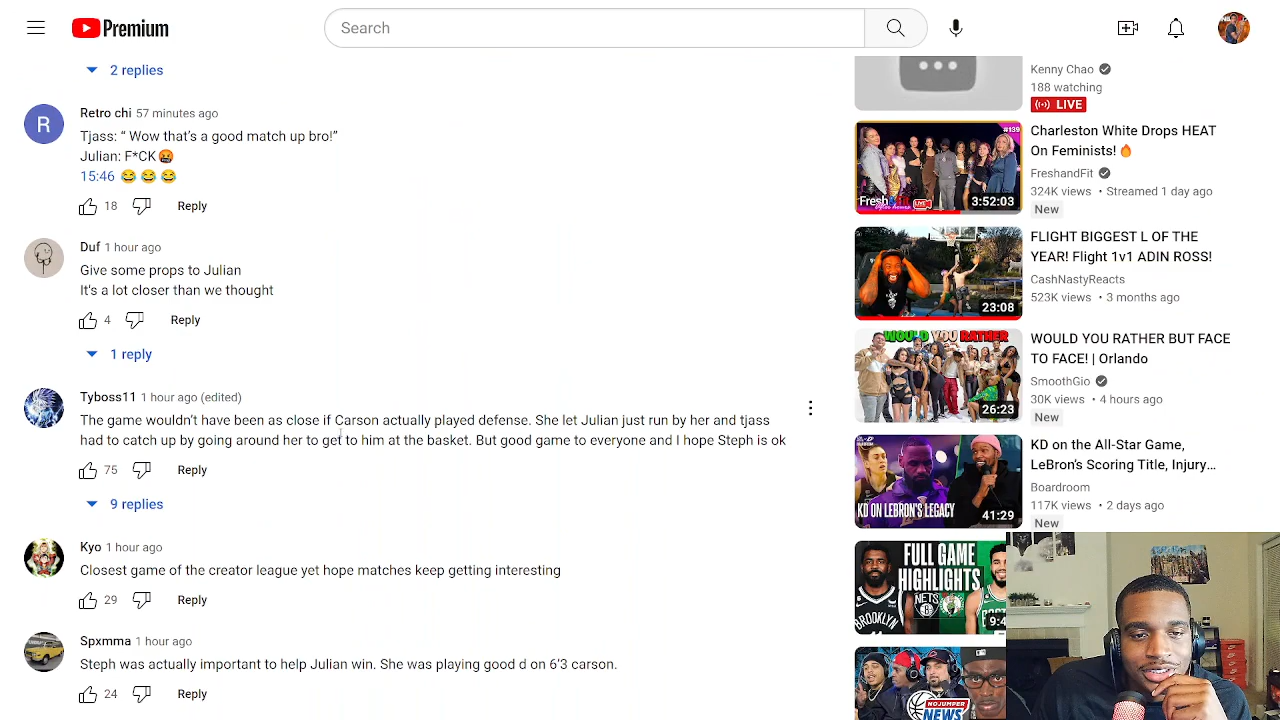 Premium
Search
2 replies
Retro chi 57 minutes ago
Tjass: “ Wow that’s a good match up bro!”
Julian: F*CK🤬
15:46 😂 😂 😂
18 Reply
Duf 1 hour ago
Give some props to Julian
It's a lot closer than we thought
4 Reply
1 reply
Tyboss11 1 hour ago (edited)
The game wouldn’t have been as close if Carson actually played defense. She let Julian just run by her and tjass
had to catch up by going around her to get to him at the basket. But good game to everyone and I hope Steph is ok
75 Reply
9 replies
Kyo 1 hour ago
Closest game of the creator league yet hope matches keep getting interesting
29 Reply
Spxmma 1 hour ago
Steph was actually important to help Julian win. She was playing good d on 6’3 carson.
24 Reply
Kenny Chao
188 watching
LIVE
#139
Fresh&Fit
3:52:03
Charleston White Drops HEAT
On Feminists!🔥
FreshandFit
324K views • Streamed 1 day ago
New
23:08
FLIGHT BIGGEST L OF THE
YEAR! Flight 1v1 ADIN ROSS!
CashNastyReacts
523K views • 3 months ago
WOULD YOU RATHER
26:23
WOULD YOU RATHER BUT FACE
TO FACE! | Orlando
SmoothGio
30K views • 4 hours ago
New
KD ON LEBRON'S LEGACY
41:29
KD on the All-Star Game,
LeBron’s Scoring Title, Injury…
Boardroom
117K views • 2 days ago
New
FULL GAME
HIGHLIGHTS
NETS
9:4
NOJUMPER
NEWS